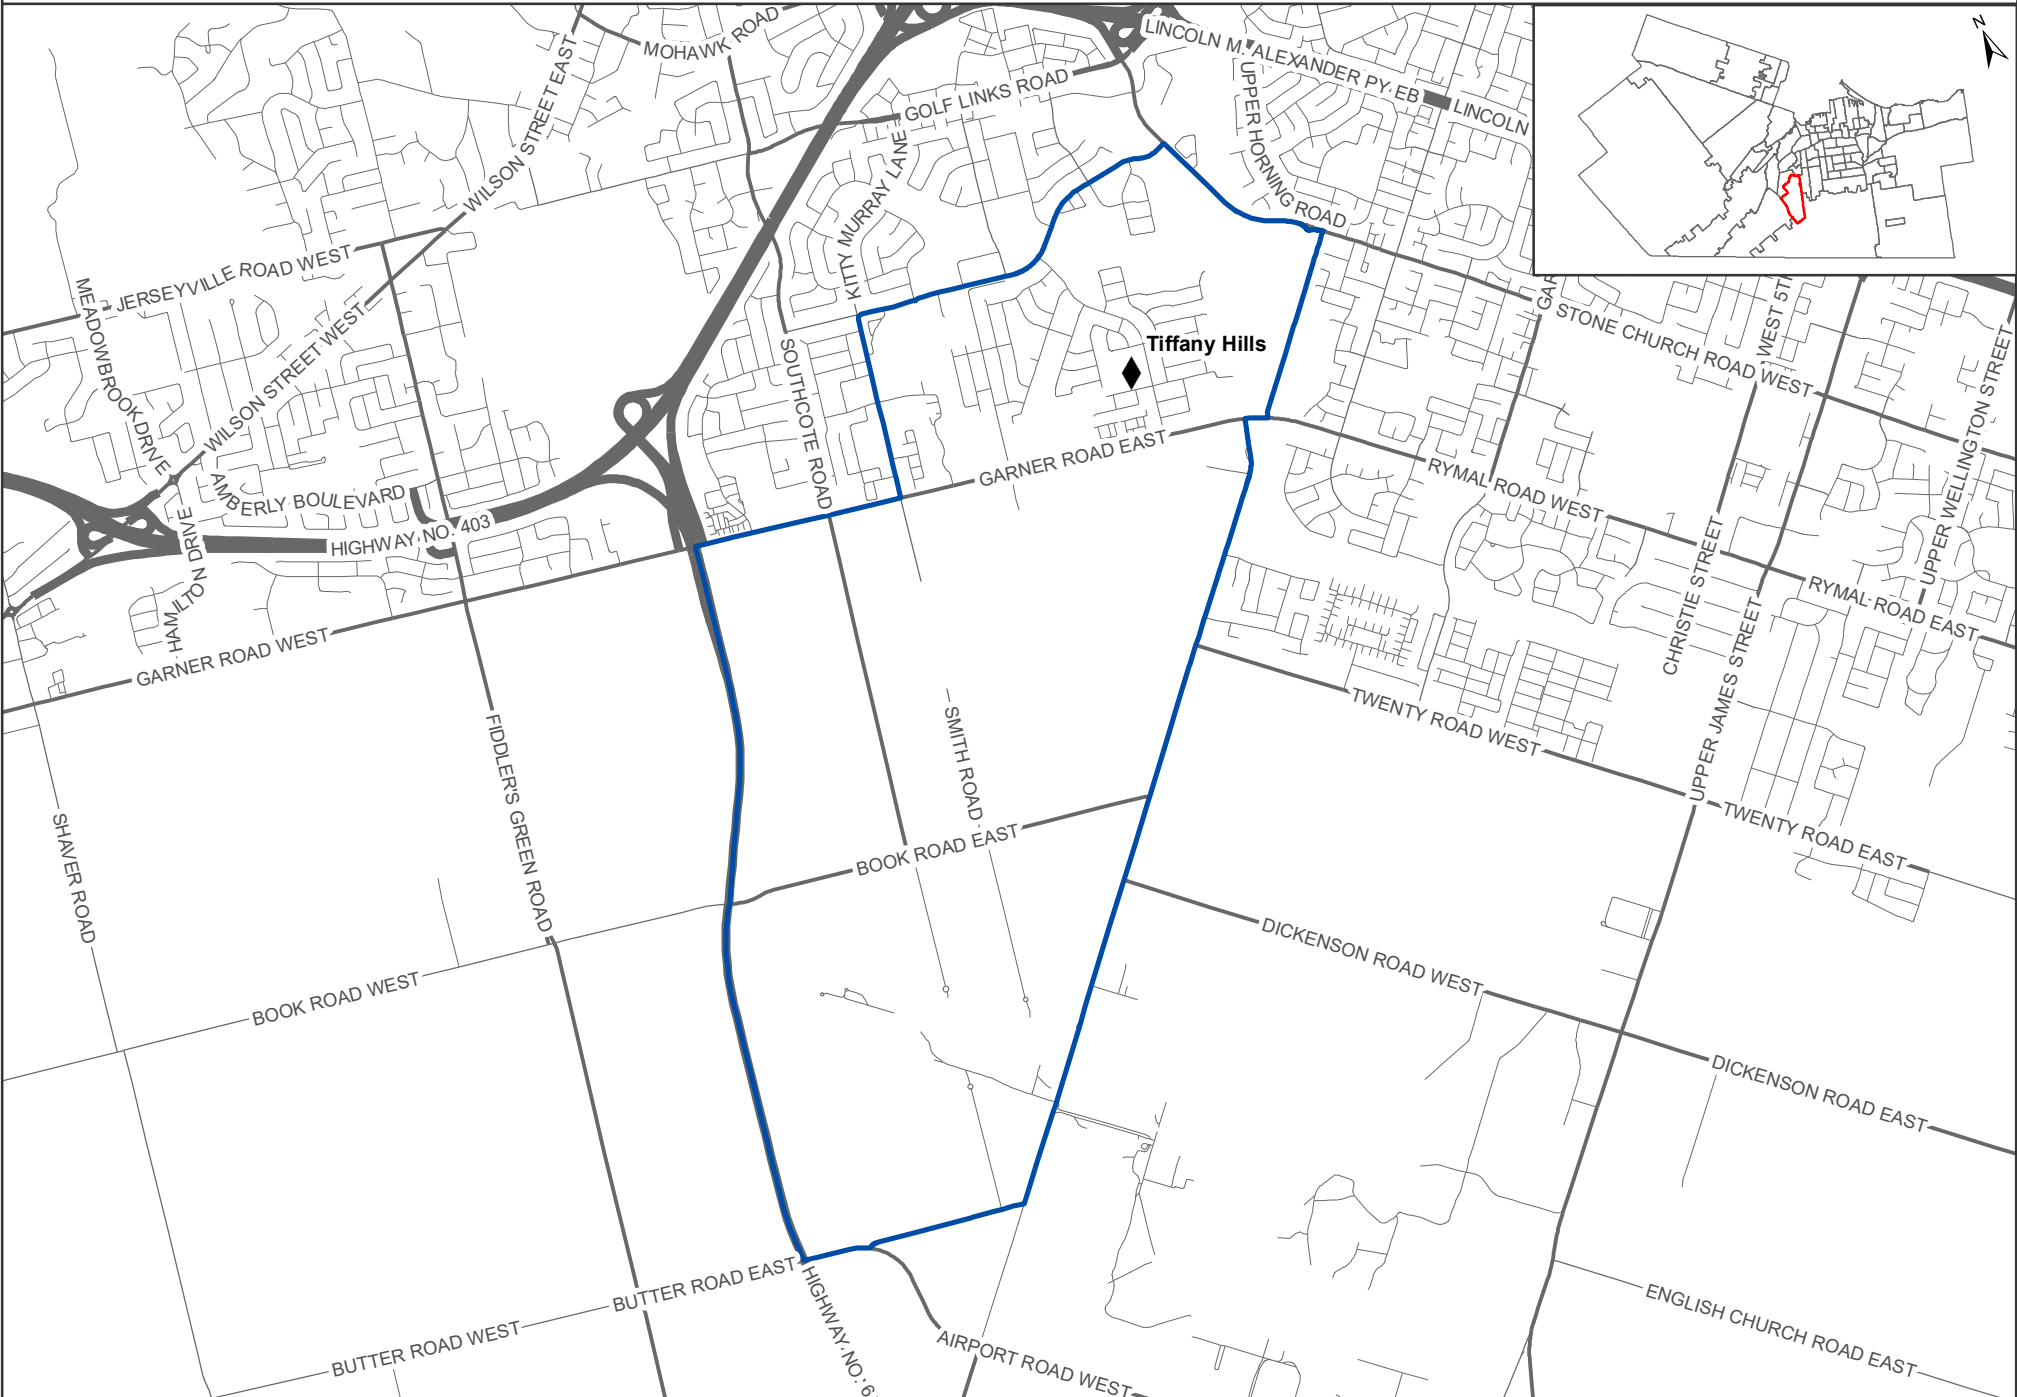 MOHAWK ROAD
LINCOLN M. ALEXANDER PY EB
LINCOLN
N
WILSON STREET EAST
GOLF LINKS ROAD
UPPER HORNING ROAD
KITTY MURRAY LANE
JERSEYVILLE ROAD WEST
MEADOWBROOK DRIVE
WILSON STREET WEST
SOUTHCOTE ROAD
Tiffany Hills
GAR
STONE CHURCH ROAD WEST
WEST 5TH
UPPER WELLINGTON STREET
GARNER ROAD EAST
RYMAL ROAD WEST
AMBERLY BOULEVARD
HIGHWAY NO. 403
HAMILTON DRIVE
CHRISTIE STREET
RYMAL ROAD EAST
GARNER ROAD WEST
UPPER JAMES STREET
TWENTY ROAD WEST
FIDDLER'S GREEN ROAD
SMITH ROAD
TWENTY ROAD EAST
SHAVER ROAD
BOOK ROAD EAST
DICKENSON ROAD WEST
BOOK ROAD WEST
DICKENSON ROAD EAST
BUTTER ROAD EAST
HIGHWAY NO. 6
ENGLISH CHURCH ROAD EAST
BUTTER ROAD WEST
AIRPORT ROAD WEST